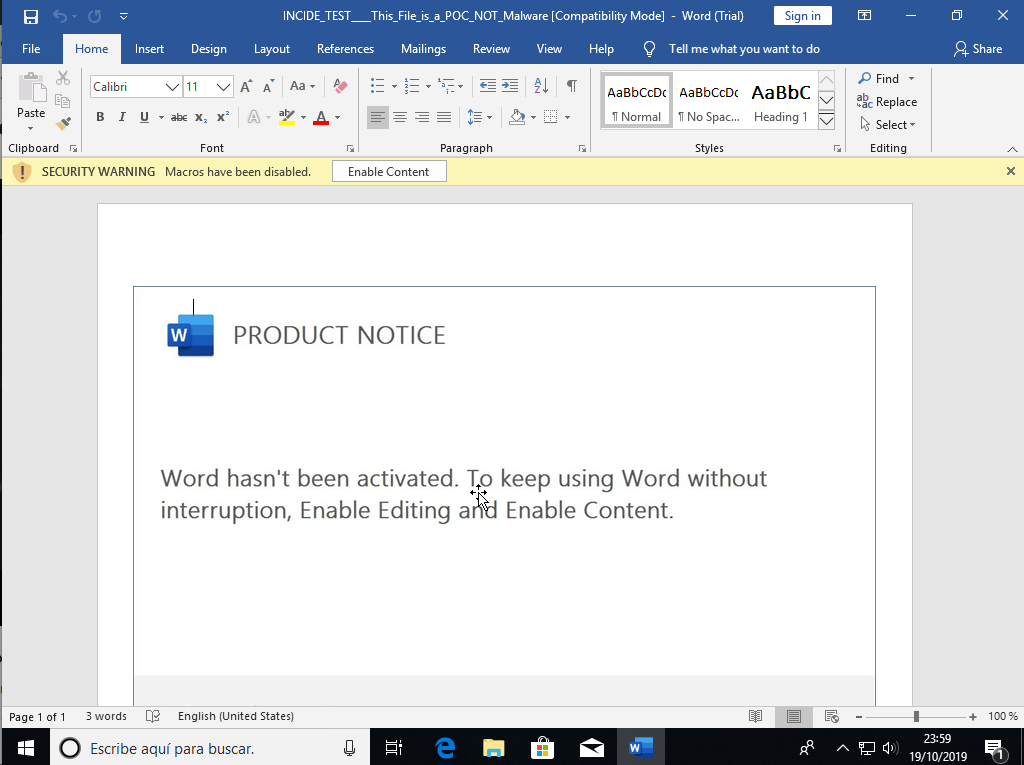 INCIDE_TEST___This_File_is_a_POC_NOT_Malware [Compatibility Mode] - Word (Trial)
Sign in
File Home Insert Design Layout References Mailings Review View Help Tell me what you want to do Share
Paste
Clipboard
Calibri 11
Aa
B I U abc x₂ x²
A A
Font
Paragraph
AaBbCcDc AaBbCcDc AaBbC
¶ Normal ¶ No Spac... Heading 1
Styles
Find
Replace
Select
Editing
SECURITY WARNING Macros have been disabled. Enable Content
W PRODUCT NOTICE
Word hasn't been activated. To keep using Word without
interruption, Enable Editing and Enable Content.
Page 1 of 1 3 words English (United States) 100 %
Escribe aquí para buscar.
23:59
19/10/2019
1